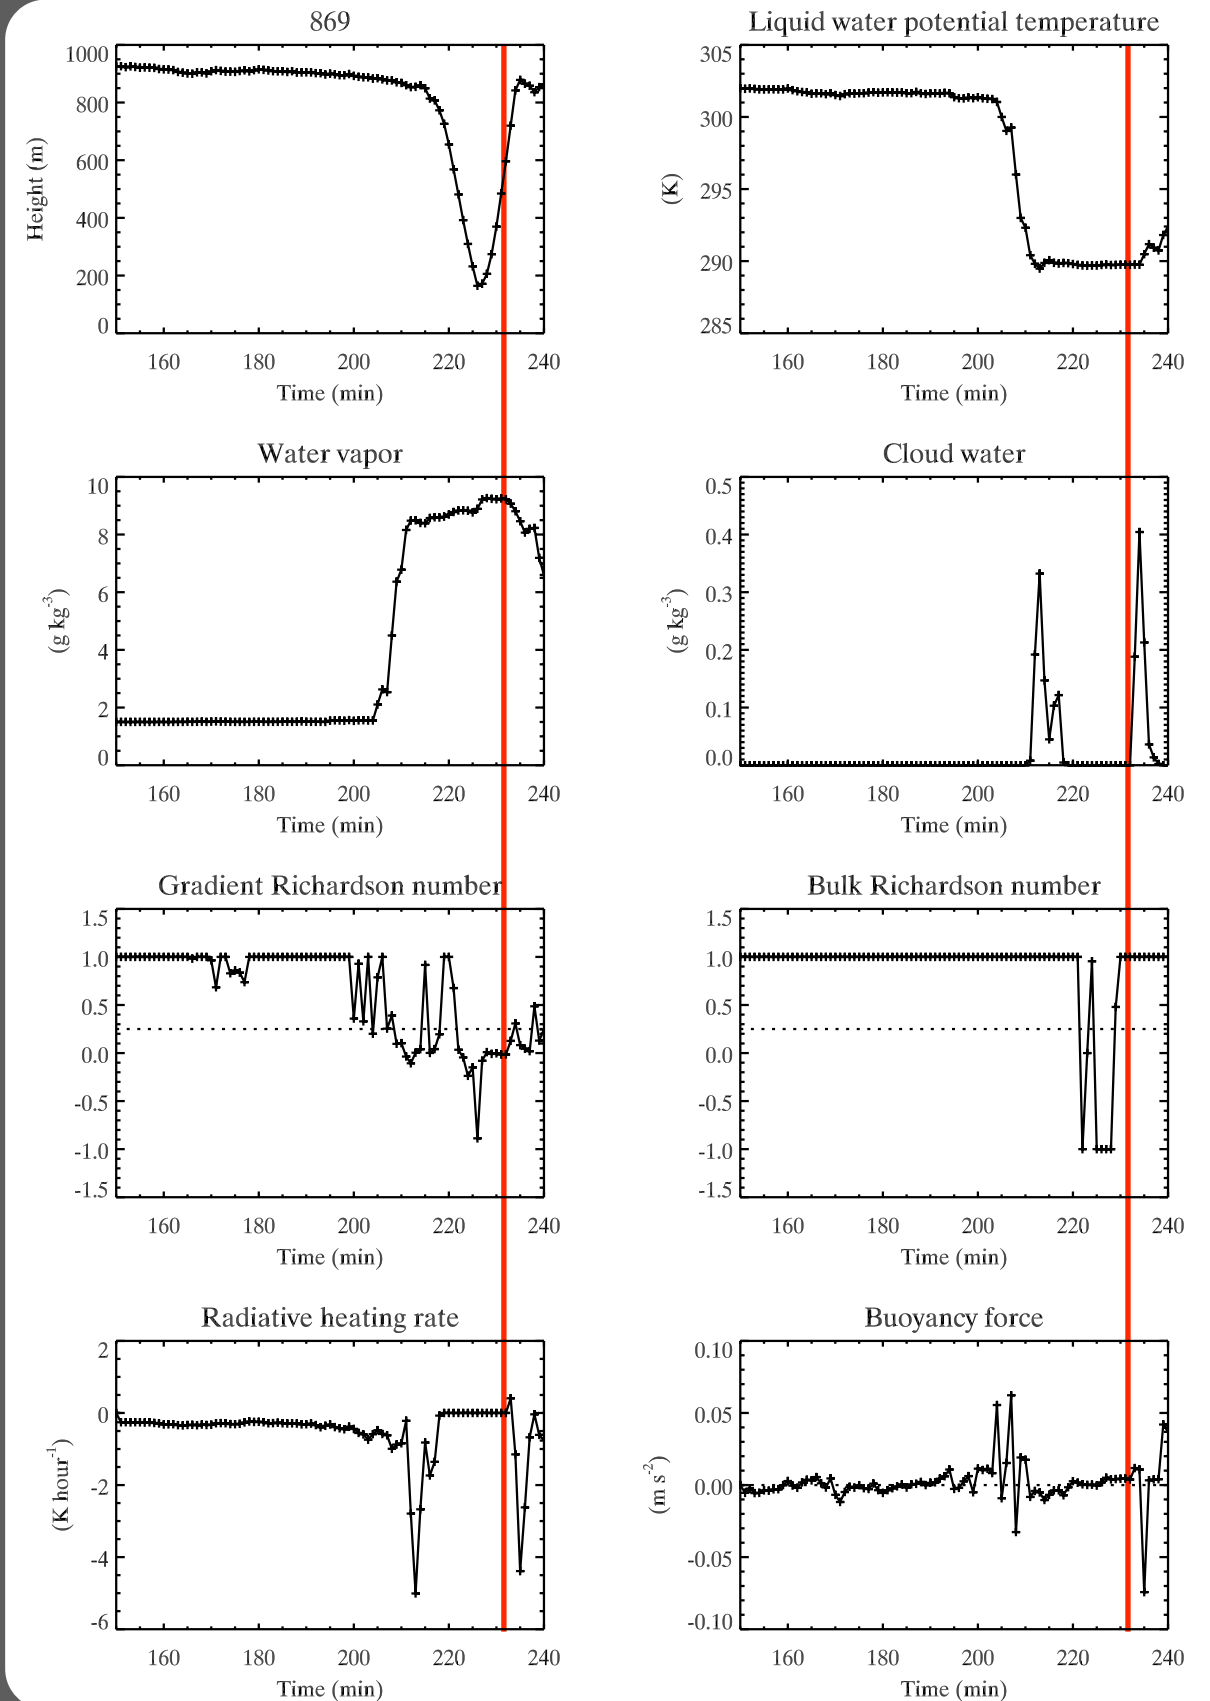 869
Liquid water potential temperature
1000
800
600
400
200
0
Height (m)
160 180 200 220 240
Time (min)
305
300
295
290
285
(K)
160 180 200 220 240
Time (min)
Water vapor
Cloud water
10
8
6
4
2
0
(g kg-3)
160 180 200 220 240
Time (min)
0.5
0.4
0.3
0.2
0.1
0.0
(g kg-3)
160 180 200 220 240
Time (min)
Gradient Richardson number
Bulk Richardson number
1.5
1.0
0.5
0.0
-0.5
-1.0
-1.5
160 180 200 220 240
Time (min)
1.5
1.0
0.5
0.0
-0.5
-1.0
-1.5
160 180 200 220 240
Time (min)
Radiative heating rate
Buoyancy force
2
0
-2
-4
-6
(K hour-1)
160 180 200 220 240
Time (min)
0.10
0.05
0.00
-0.05
-0.10
(m s-2)
160 180 200 220 240
Time (min)